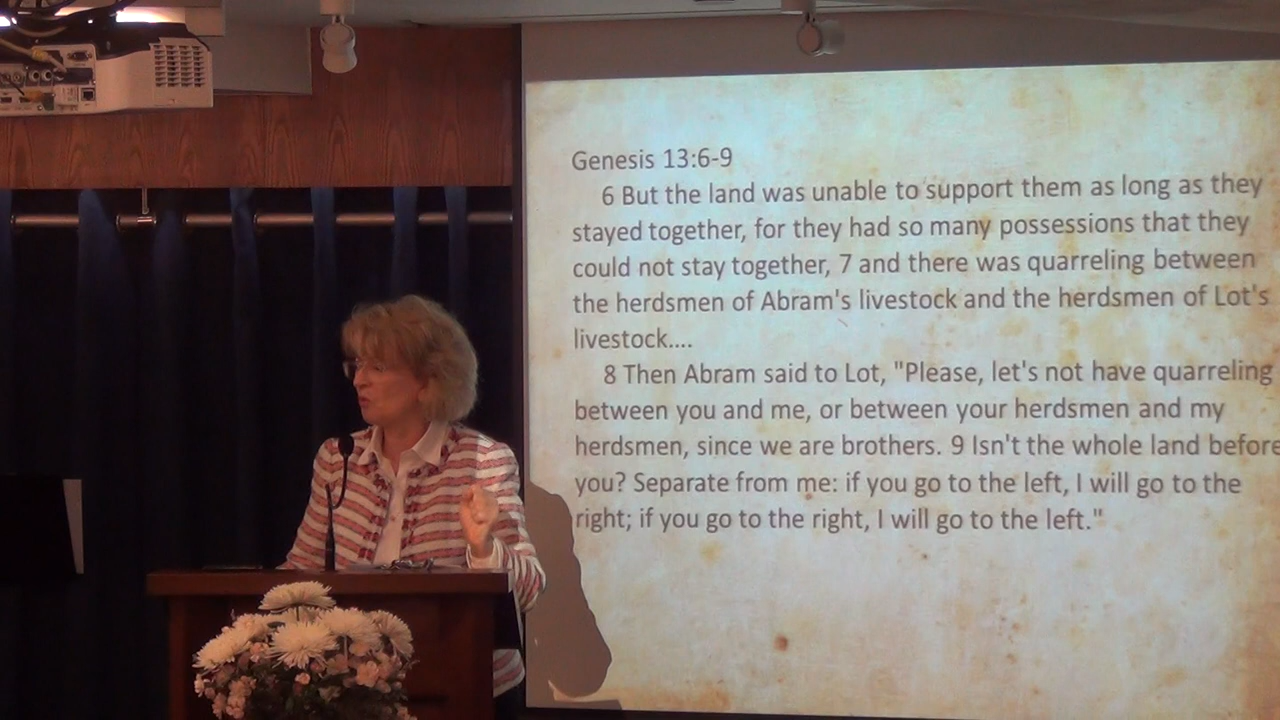 Genesis 13:6-9
6 But the land was unable to support them as long as they
stayed together, for they had so many possessions that they
could not stay together, 7 and there was quarreling between
the herdsmen of Abram's livestock and the herdsmen of Lot's
livestock....
8 Then Abram said to Lot, "Please, let's not have quarreling
between you and me, or between your herdsmen and my
herdsmen, since we are brothers. 9 Isn't the whole land before
you? Separate from me: if you go to the left, I will go to the
right; if you go to the right, I will go to the left."